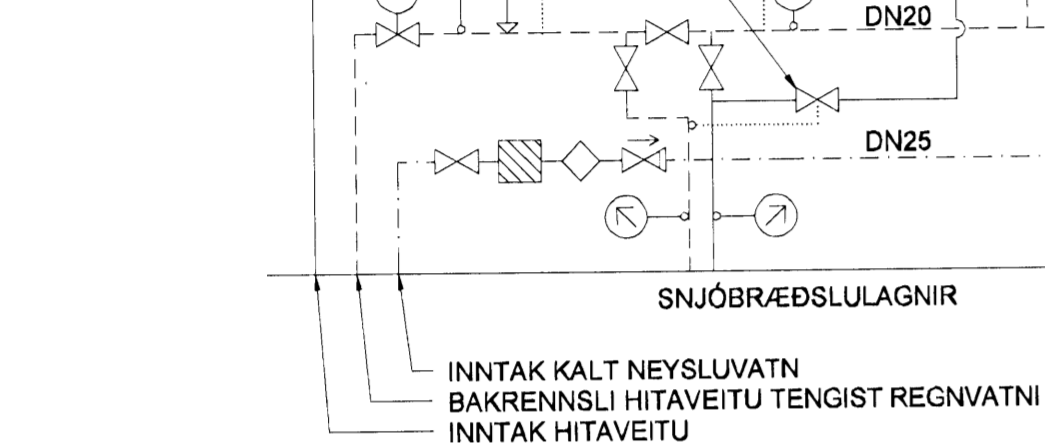 DN20
DN25
SNJÓBRÆÐSLULAGNIR
INNTAK KALT NEYSLUVATN
BAKRENNSLI HITAVEITU TENGIST REGNVATNI
INNTAK HITAVEITU